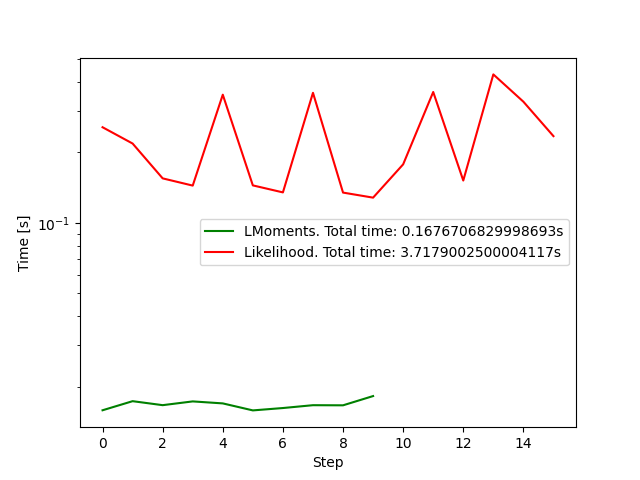 Time [s]
10⁻¹
LMoments. Total time: 0.1676706829998693s
Likelihood. Total time: 3.7179002500004117s
0 2 4 6 8 10 12 14
Step